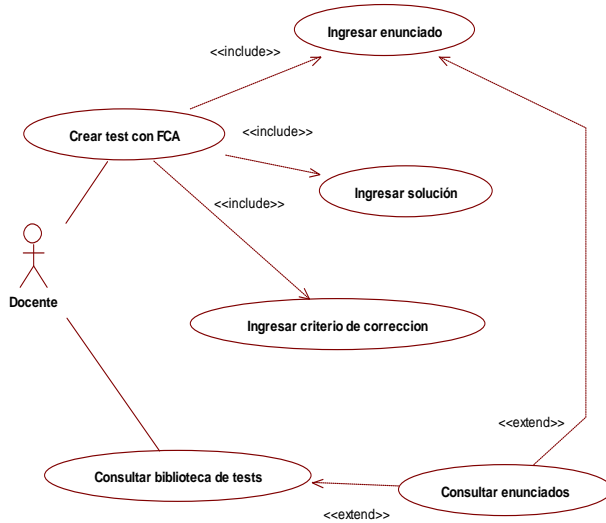 Ingresar enunciado
<<include>>
Crear test con FCA
<<include>>
Ingresar solución
<<include>>
Docente
Ingresar criterio de correccion
<<extend>>
Consultar biblioteca de tests
Consultar enunciados
<<extend>>